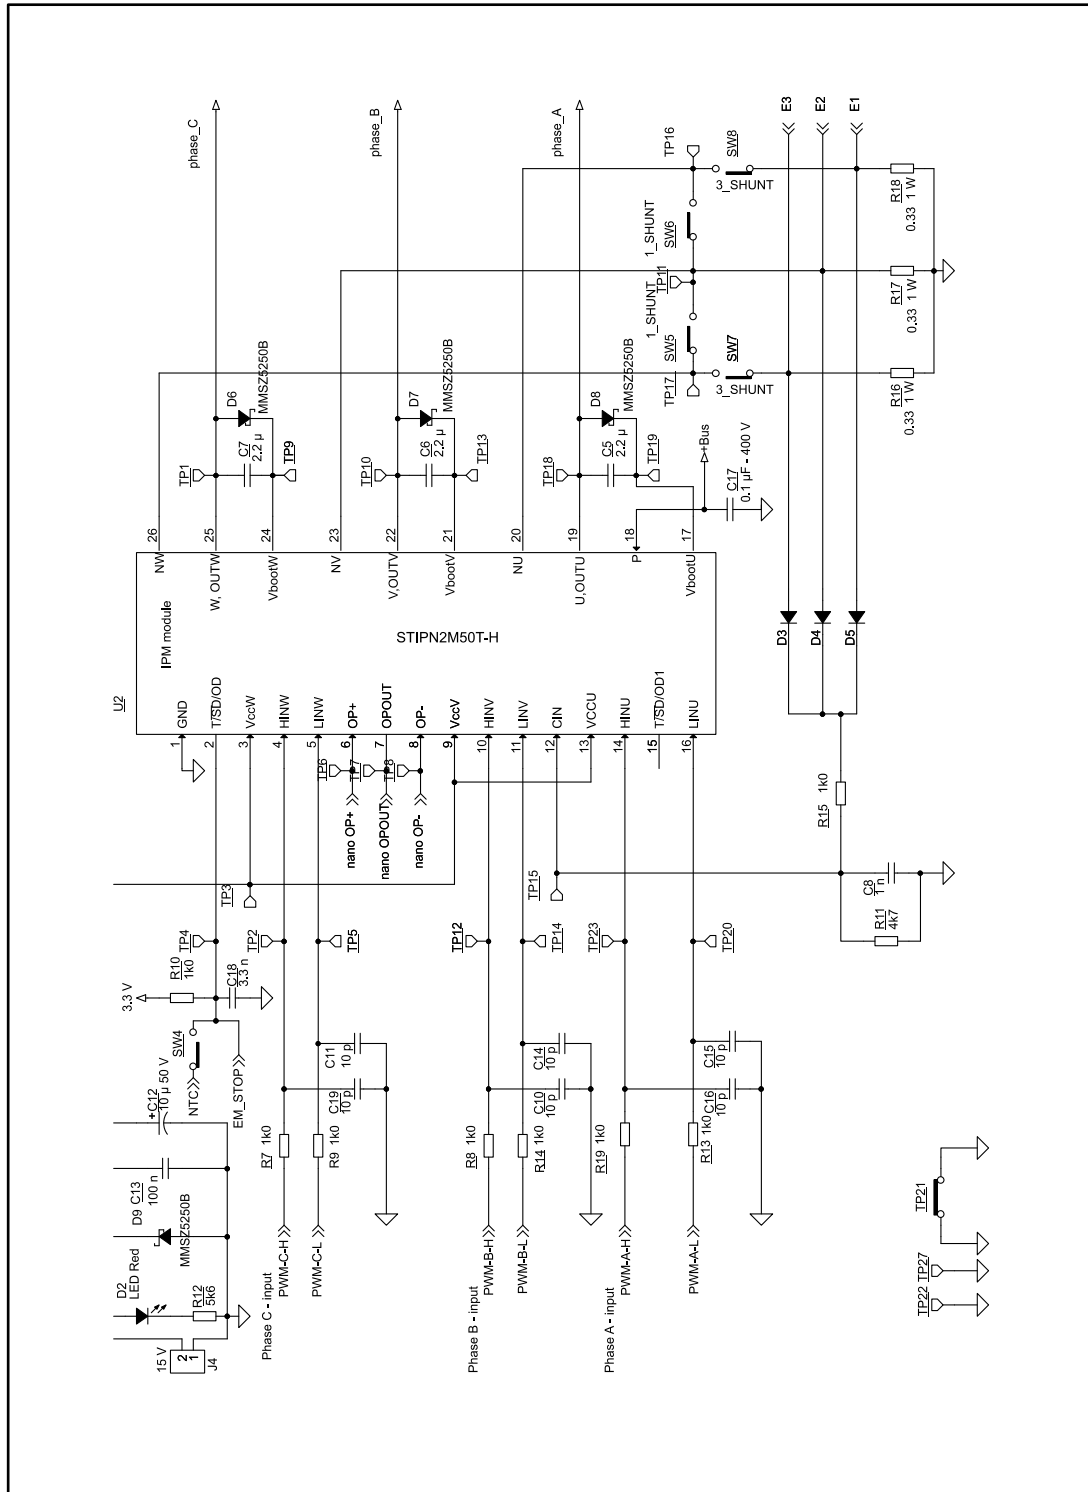 phase_C
phase_B
phase_A
E3
E2
E1
TP16
SW8
3_SHUNT
R18
0.33 1 W
1_SHUNT
SW6
TP11
R17
0.33 1 W
1_SHUNT
SW5
SW7
TP17
3_SHUNT
R16
0.33 1 W
D6
MMSZ5250B
D7
MMSZ5250B
D8
MMSZ5250B
C7
2.2 µ
C6
2.2 µ
C5
2.2 µ
TP1
TP9
TP10
TP13
TP18
TP19
+Bus
C17
0.1 µF - 400 V
26
25
24
23
22
21
20
19
18
17
NW
W, OUTW
VbootW
NV
V,OUTV
VbootV
NU
U,OUTU
P
VbootU
IPM module
STIPN2M50T-H
U2
GND
T/SD/OD
VccW
HINW
LINW
OP+
OPOUT
OP-
VccV
HINV
LINV
CIN
VCCU
HINU
T/SD/OD1
LINU
1
2
3
4
5
6
7
8
9
10
11
12
13
14
15
16
D3
D4
D5
R15 1k0
TP6
TP7
TP8
nano OP+
nano OPOUT
nano OP-
TP3
TP15
C8
1 n
R11
4k7
TP4
TP2
TP5
TP12
TP14
TP23
TP20
R10
1k0
C18
3.3 n
3.3 V
SW4
NTC
EM_STOP
C11
10 p
C19
10 p
C14
10 p
C10
10 p
C15
10 p
C16
10 p
+C12
10 µ 50 V
C13
100 n
D9
MMSZ5250B
D2
LED Red
R12
5k6
15 V
2
1
J4
R7 1k0
R9 1k0
R8 1k0
R14 1k0
R19 1k0
R13 1k0
Phase C - input
PWM-C-H
PWM-C-L
Phase B - input
PWM-B-H
PWM-B-L
Phase A - input
PWM-A-H
PWM-A-L
TP21
TP27
TP22